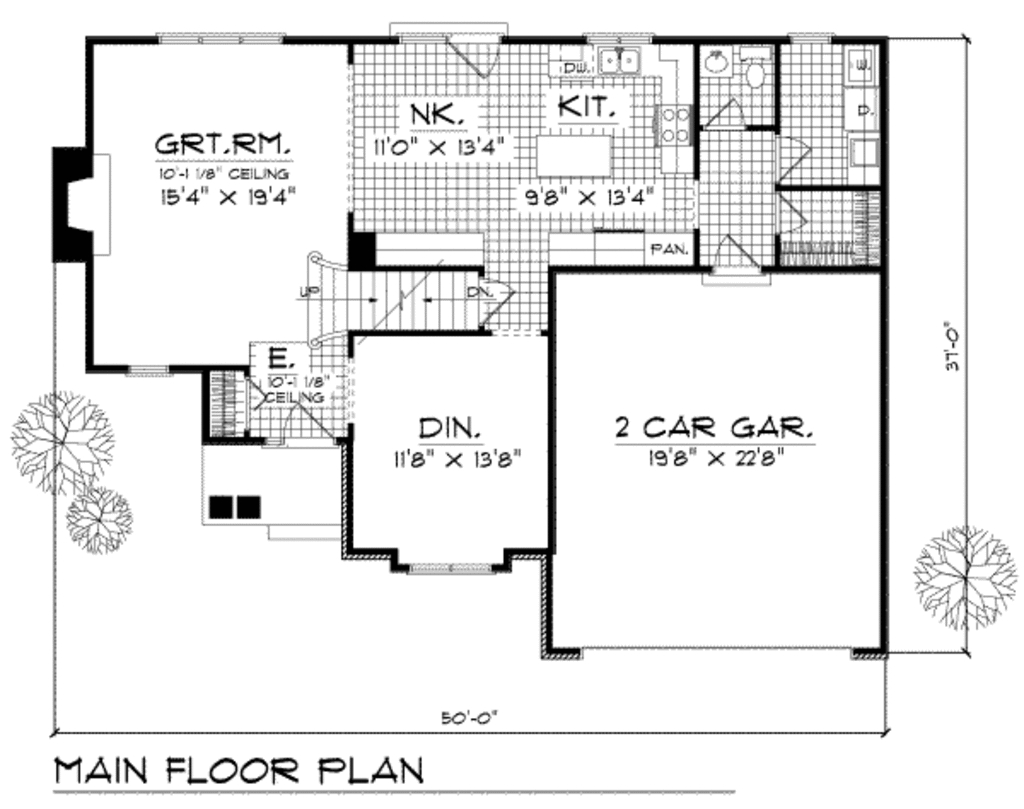 DW.
W.
NK.
KIT.
D.
GRT.RM.
11'0" X 13'4"
10'-1 1/8" CEILING
15'4" X 19'4"
9'8" X 13'4"
PAN.
UP
DN.
37'-0"
E.
10'-1 1/8"
CEILING
DIN.
11'8" X 13'8"
2 CAR GAR.
19'8" X 22'8"
50'-0"
MAIN FLOOR PLAN